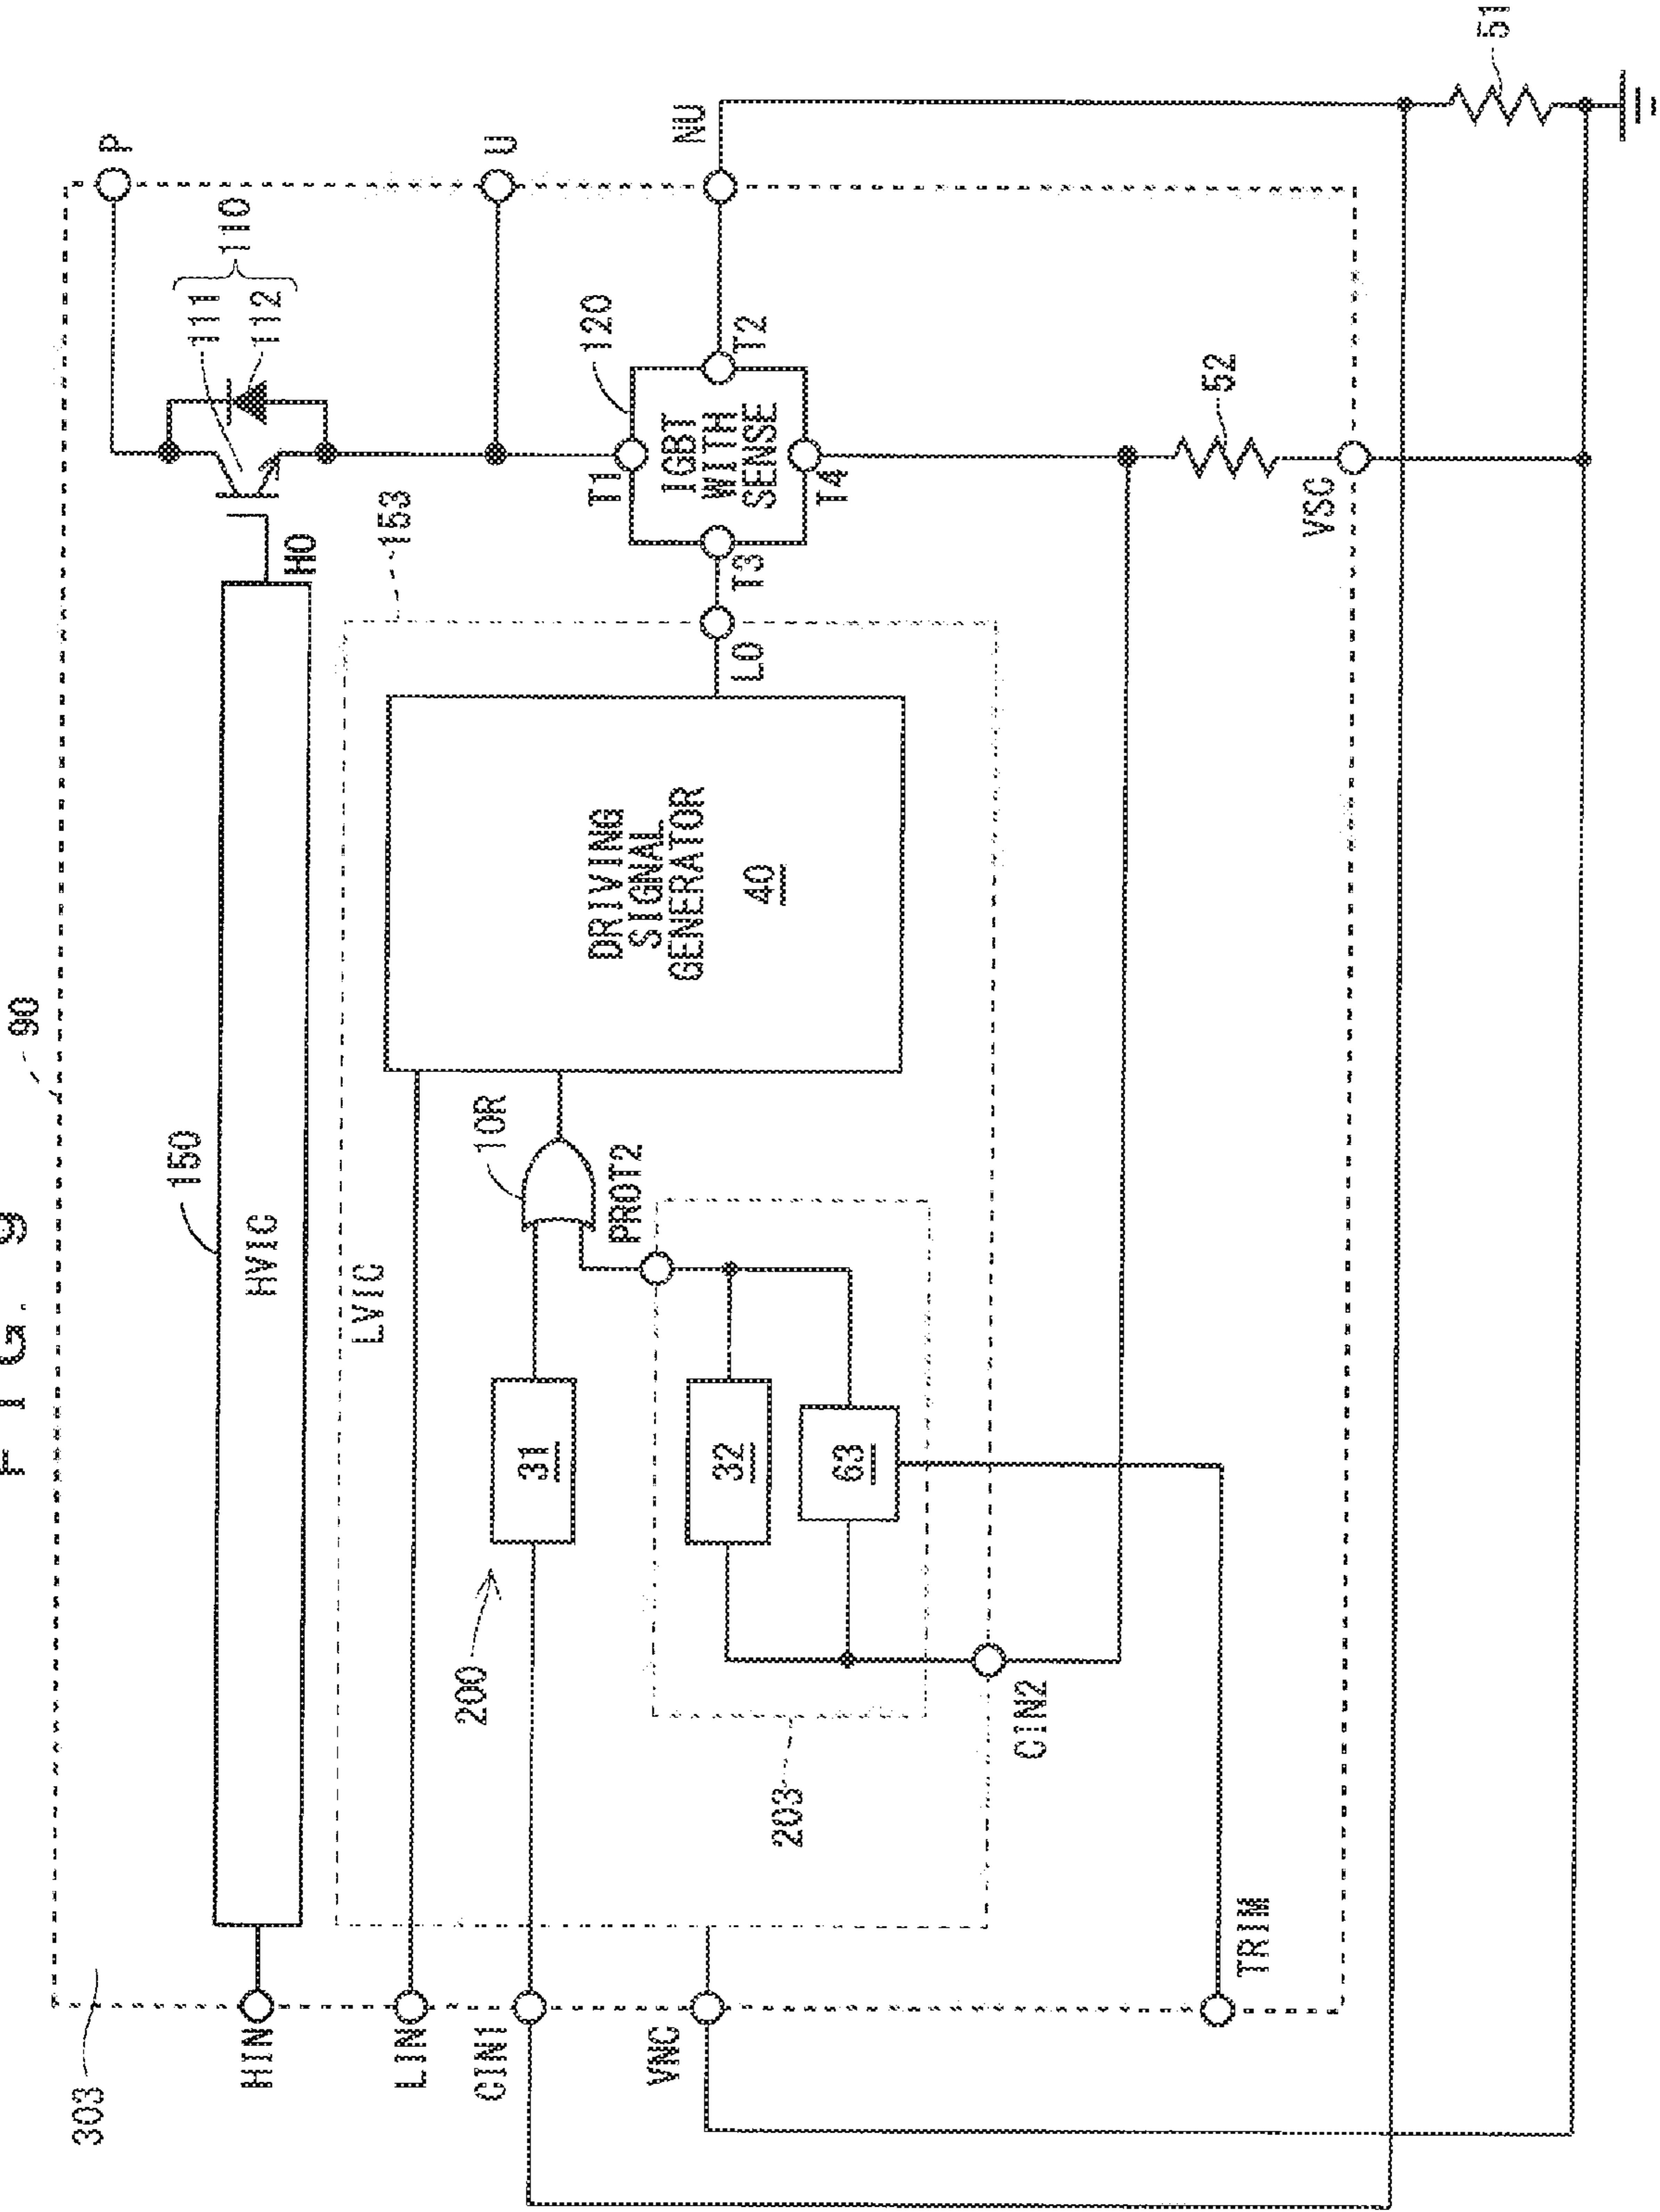 FIG. 9
90
303
150
HVIC
HO
111
112
110
P
U
NU
HIN
LIN
CIN1
VNC
TRIM
LVIC
153
200
31
10R
PROT2
32
63
203
CIN2
DRIVING
SIGNAL
GENERATOR
40
LO
T3
T1
T2
T4
IGBT
WITH
SENSE
120
52
VSC
51